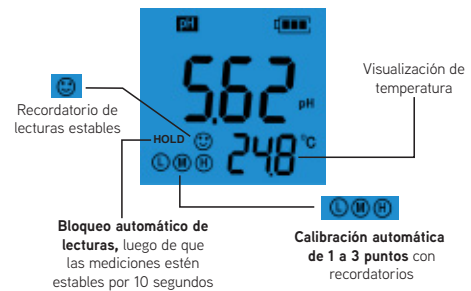 pH
5.62 pH
HOLD
L M H
24.8 °C
Visualización de
temperatura
Recordatorio de
lecturas estables
L M H
Bloqueo automático de
lecturas, luego de que
las mediciones estén
estables por 10 segundos
Calibración automática
de 1 a 3 puntos con
recordatorios